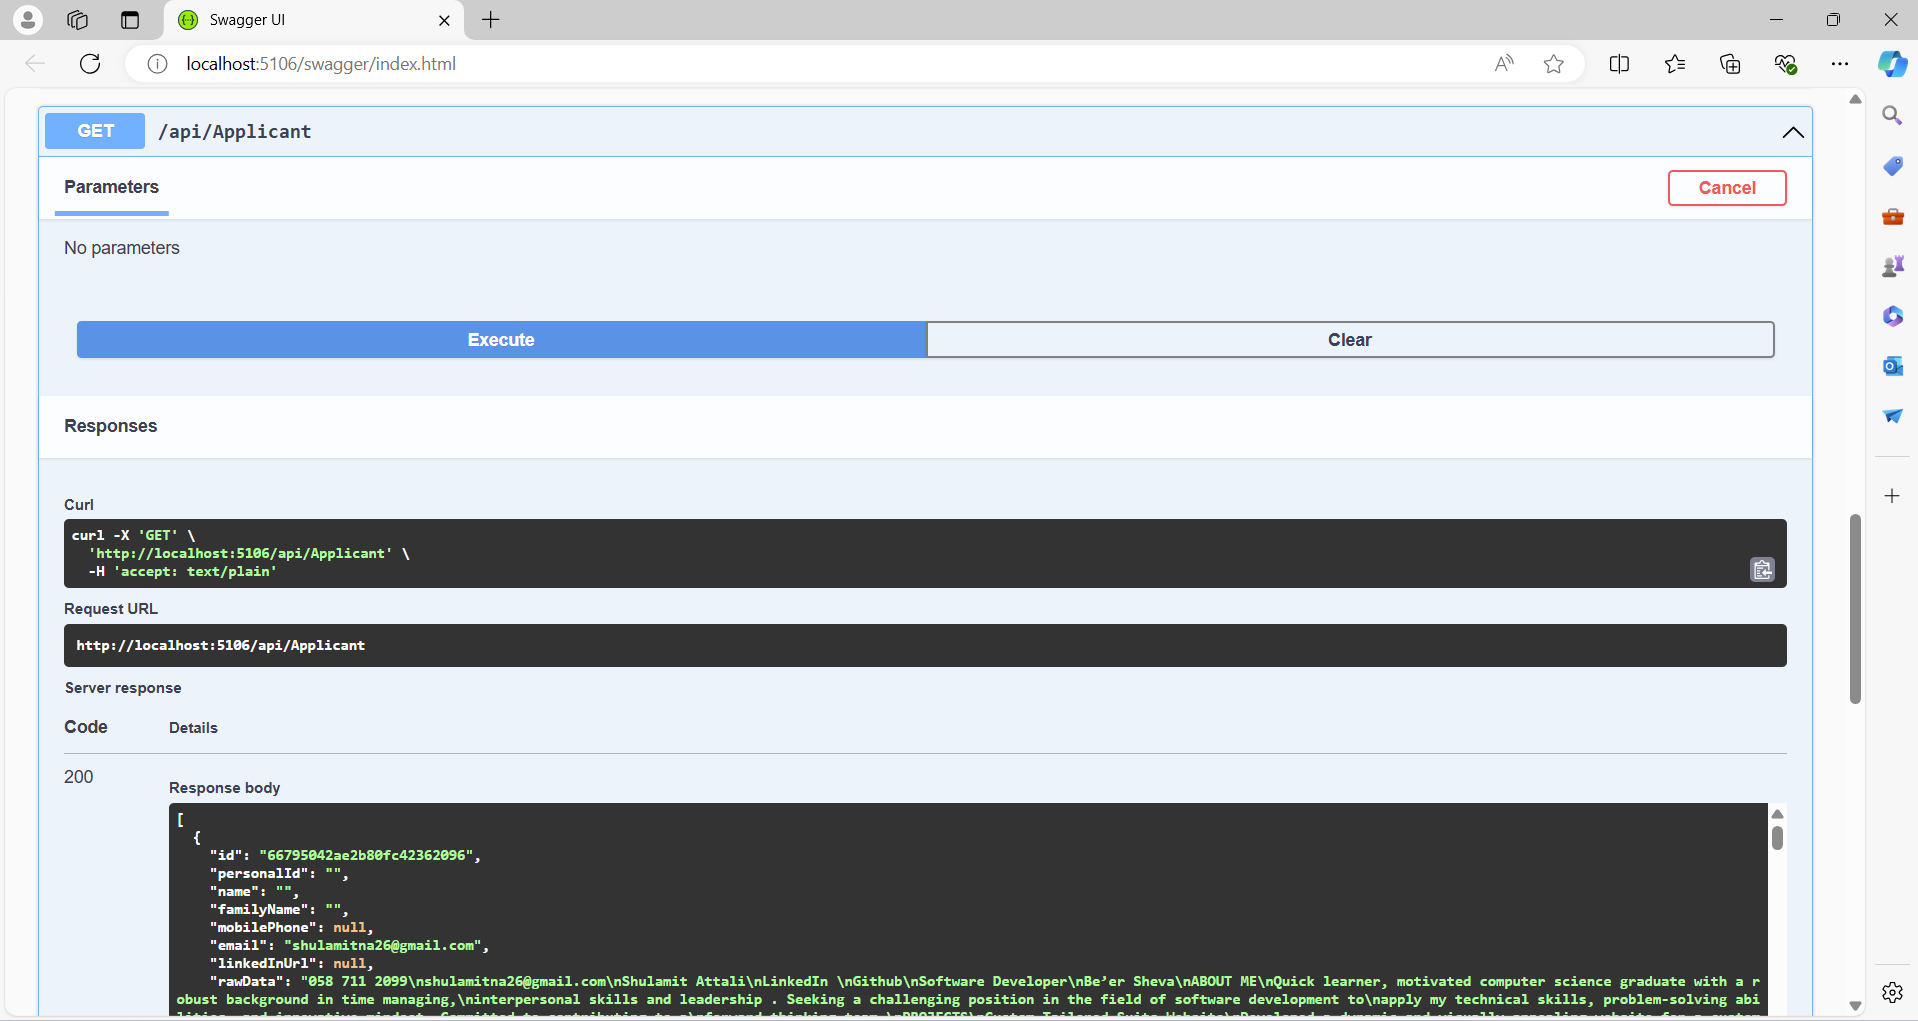 Swagger UI
localhost:5106/swagger/index.html
GET /api/Applicant
Parameters
Cancel
No parameters
Execute
Clear
Responses
Curl
curl -X 'GET' \
'http://localhost:5106/api/Applicant' \
-H 'accept: text/plain'
Request URL
http://localhost:5106/api/Applicant
Server response
Code Details
200
Response body
[
{
"id": "66795042ae2b80fc42362096",
"personalId": "",
"name": "",
"familyName": "",
"mobilePhone": null,
"email": "shulamitna26@gmail.com",
"linkedInUrl": null,
"rawData": "058 711 2099\nshulamitna26@gmail.com\nShulamit Attali\nLinkedIn \nGithub\nSoftware Developer\nBe’er Sheva\nABOUT ME\nQuick learner, motivated computer science graduate with a r
obust background in time managing,\ninterpersonal skills and leadership . Seeking a challenging position in the field of software development to\napply my technical skills, problem-solving abi